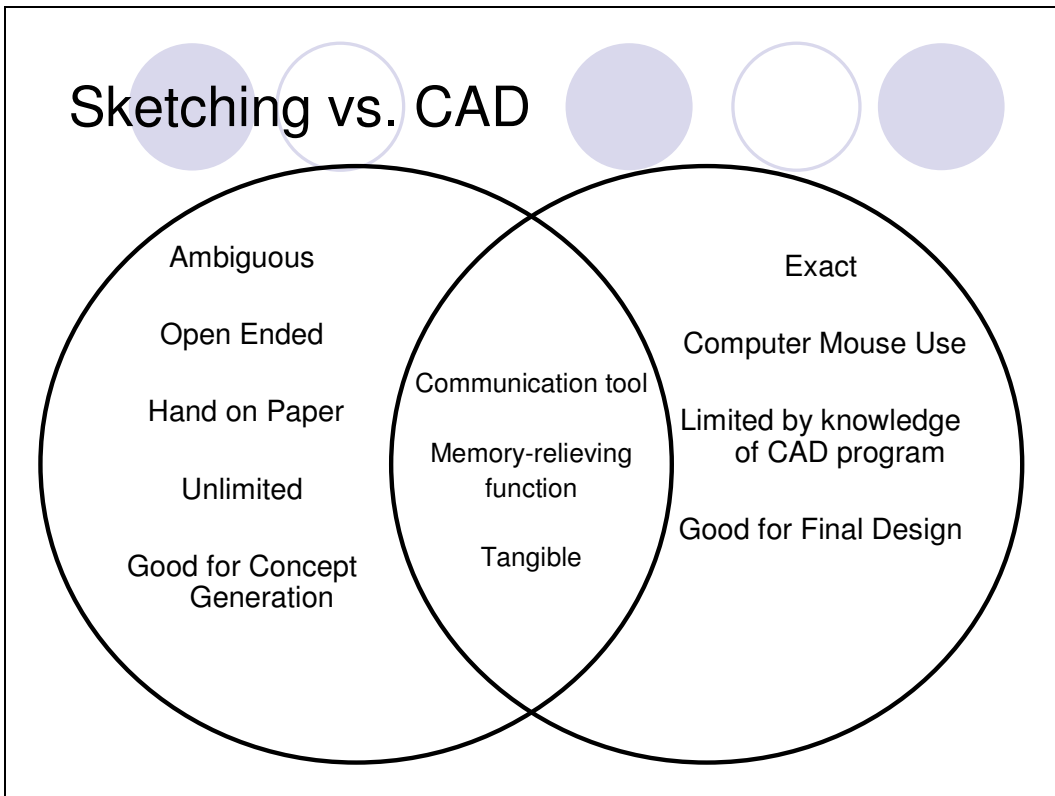 Sketching vs. CAD
Ambiguous
Open Ended
Hand on Paper
Unlimited
Good for Concept
Generation
Communication tool
Memory-relieving
function
Tangible
Exact
Computer Mouse Use
Limited by knowledge
of CAD program
Good for Final Design